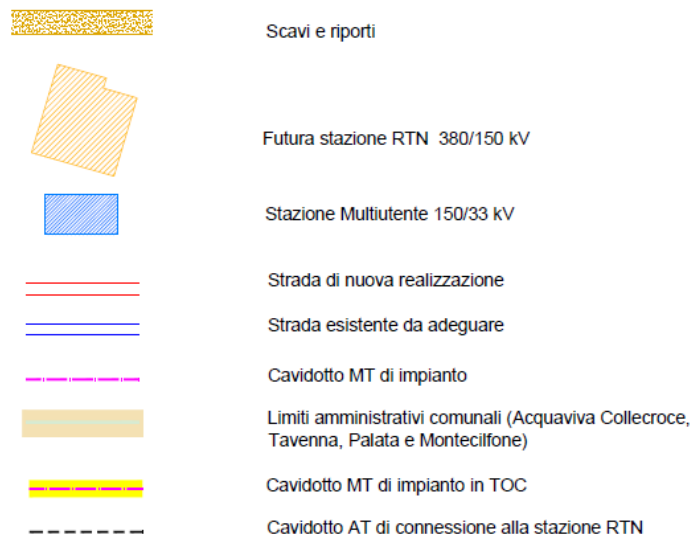 Scavi e riporti
Futura stazione RTN 380/150 kV
Stazione Multiutente 150/33 kV
Strada di nuova realizzazione
Strada esistente da adeguare
Cavidotto MT di impianto
Limiti amministrativi comunali (Acquaviva Collecroce,
Tavenna, Palata e Montecilfone)
Cavidotto MT di impianto in TOC
Cavidotto AT di connessione alla stazione RTN